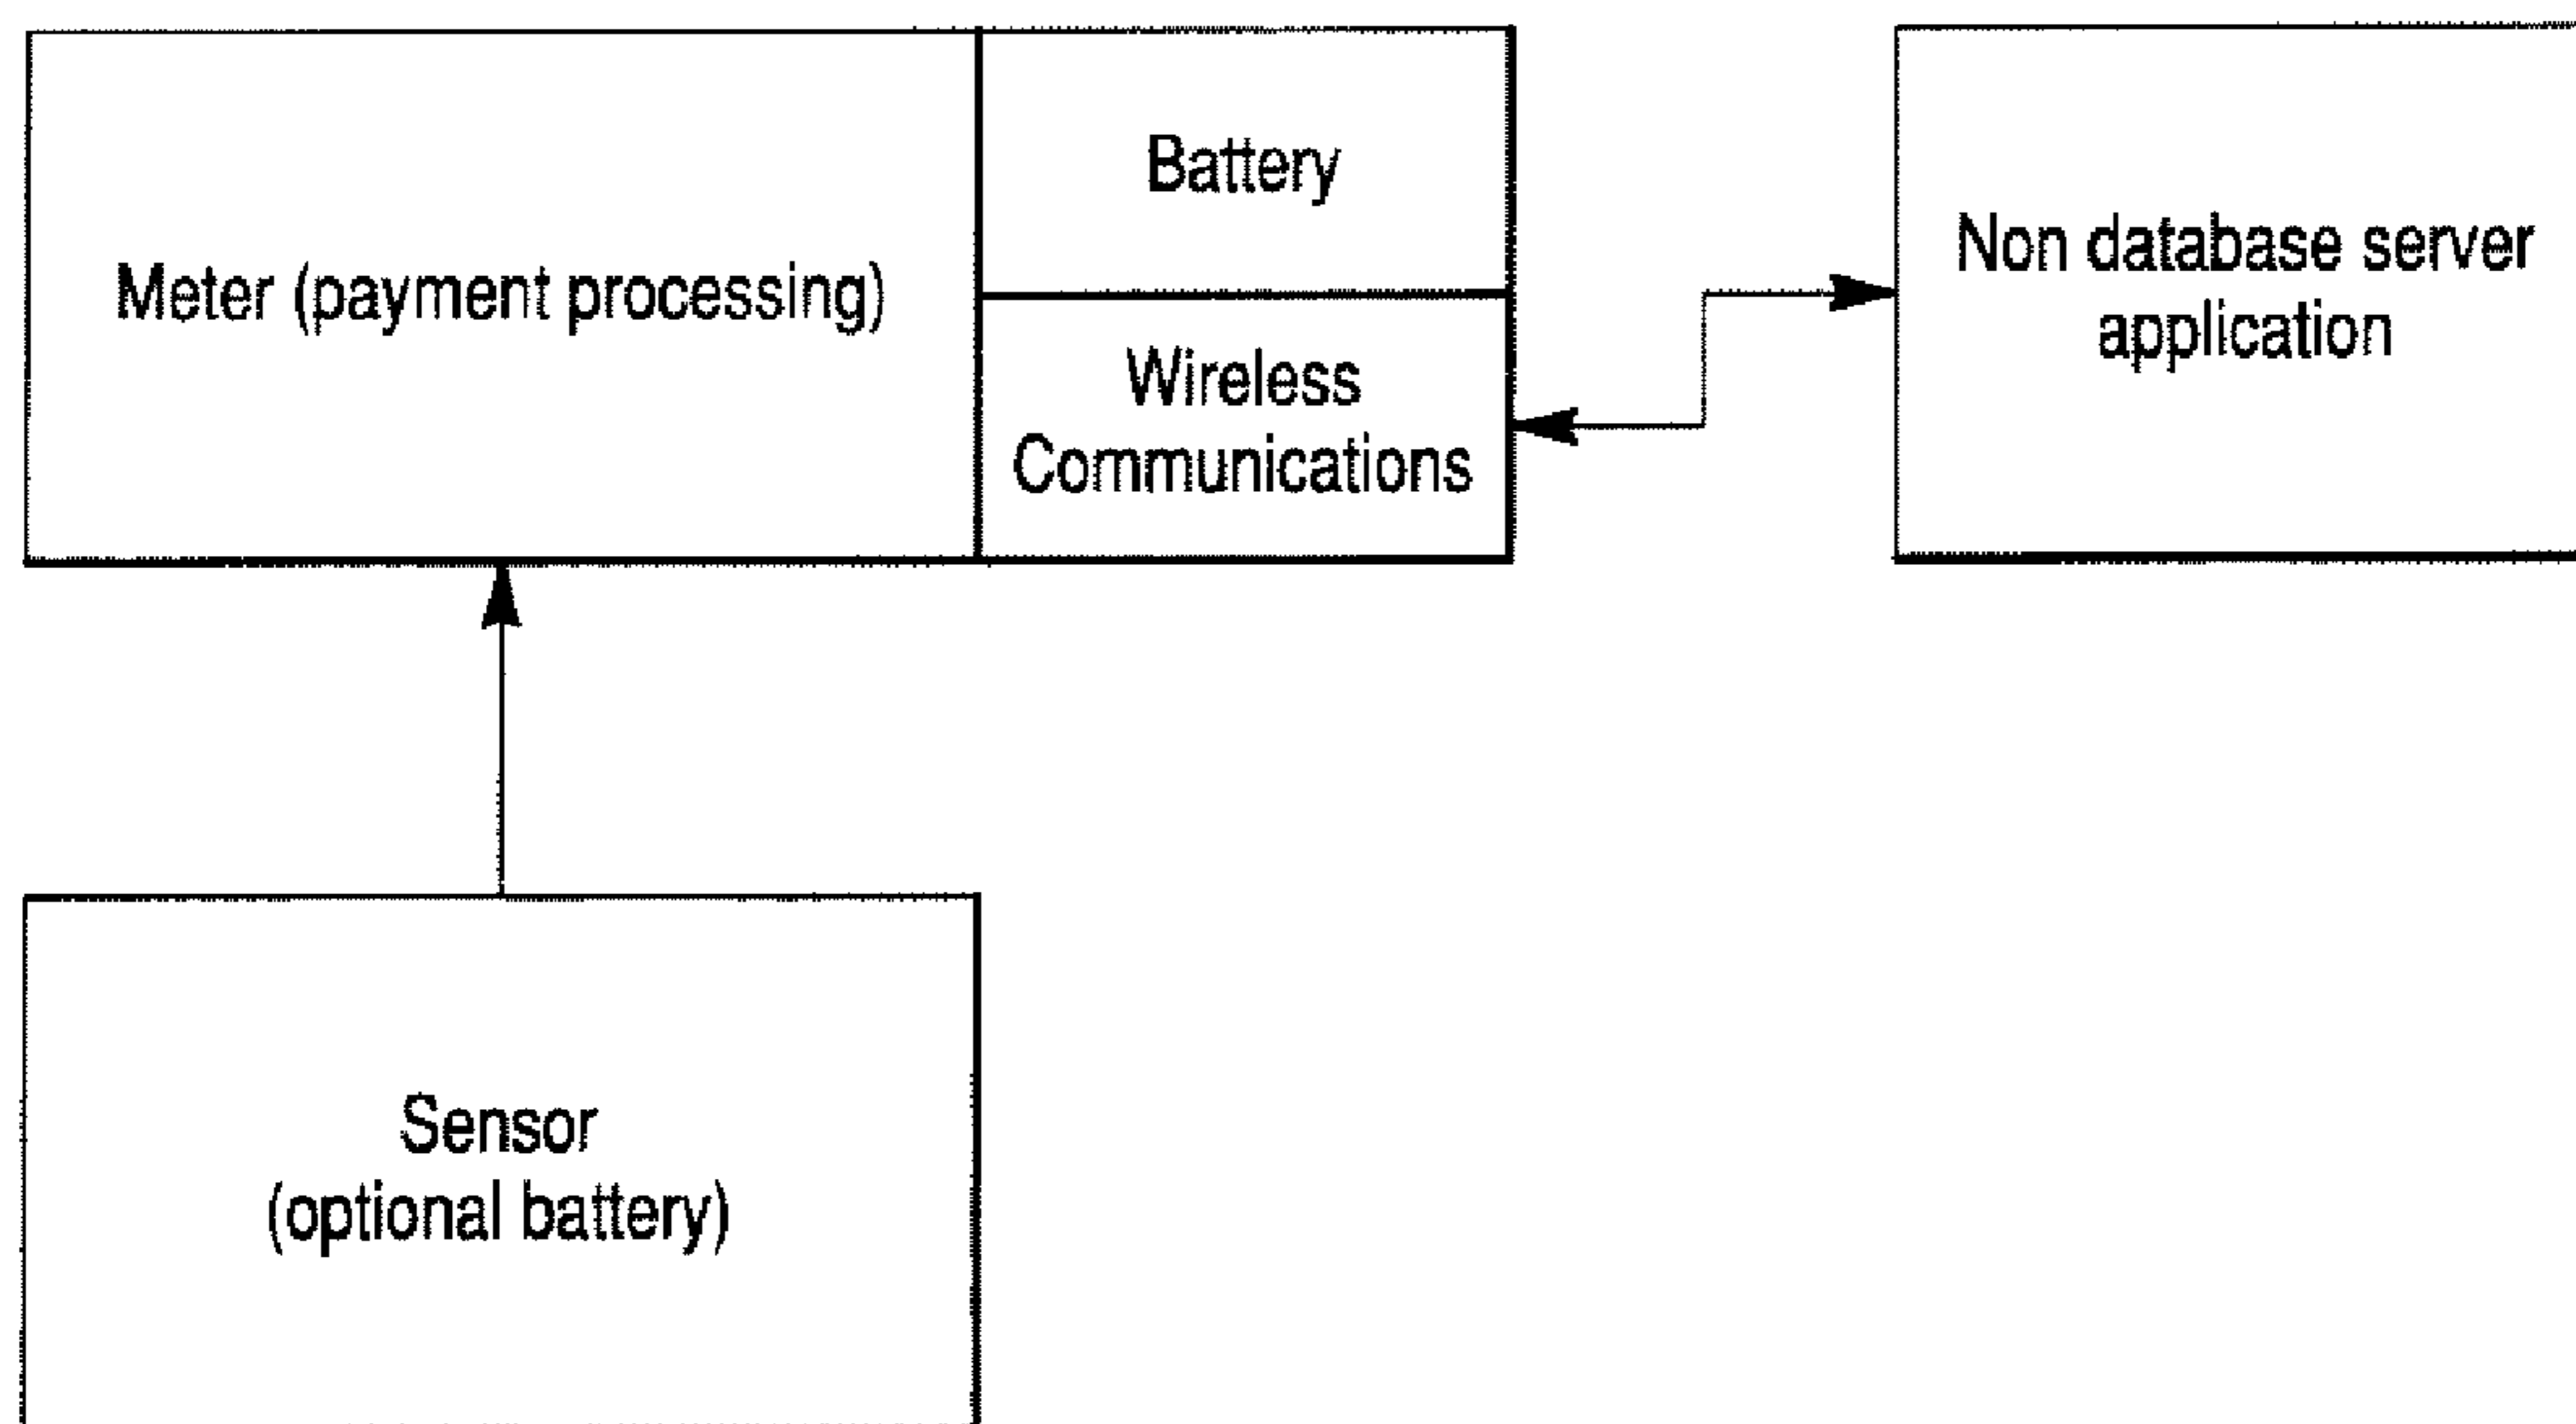 Meter (payment processing)
Battery
Wireless
Communications
Non database server
application
Sensor
(optional battery)